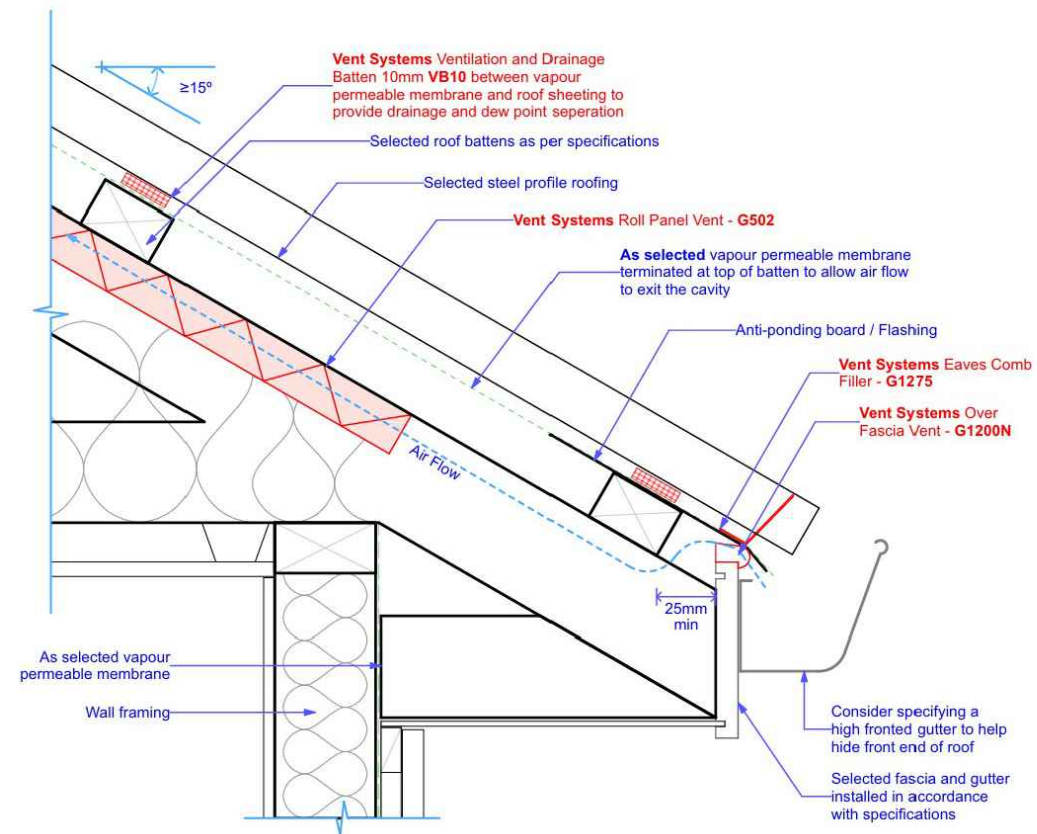 Vent Systems Ventilation and Drainage
Batten 10mm VB10 between vapour
permeable membrane and roof sheeting to
provide drainage and dew point seperation
≥15º
Selected roof battens as per specifications
Selected steel profile roofing
Vent Systems Roll Panel Vent - G502
As selected vapour permeable membrane
terminated at top of batten to allow air flow
to exit the cavity
Anti-ponding board / Flashing
Vent Systems Eaves Comb
Filler - G1275
Vent Systems Over
Fascia Vent - G1200N
Air Flow
25mm
min
As selected vapour
permeable membrane
Wall framing
Consider specifying a
high fronted gutter to help
hide front end of roof
Selected fascia and gutter
installed in accordance
with specifications